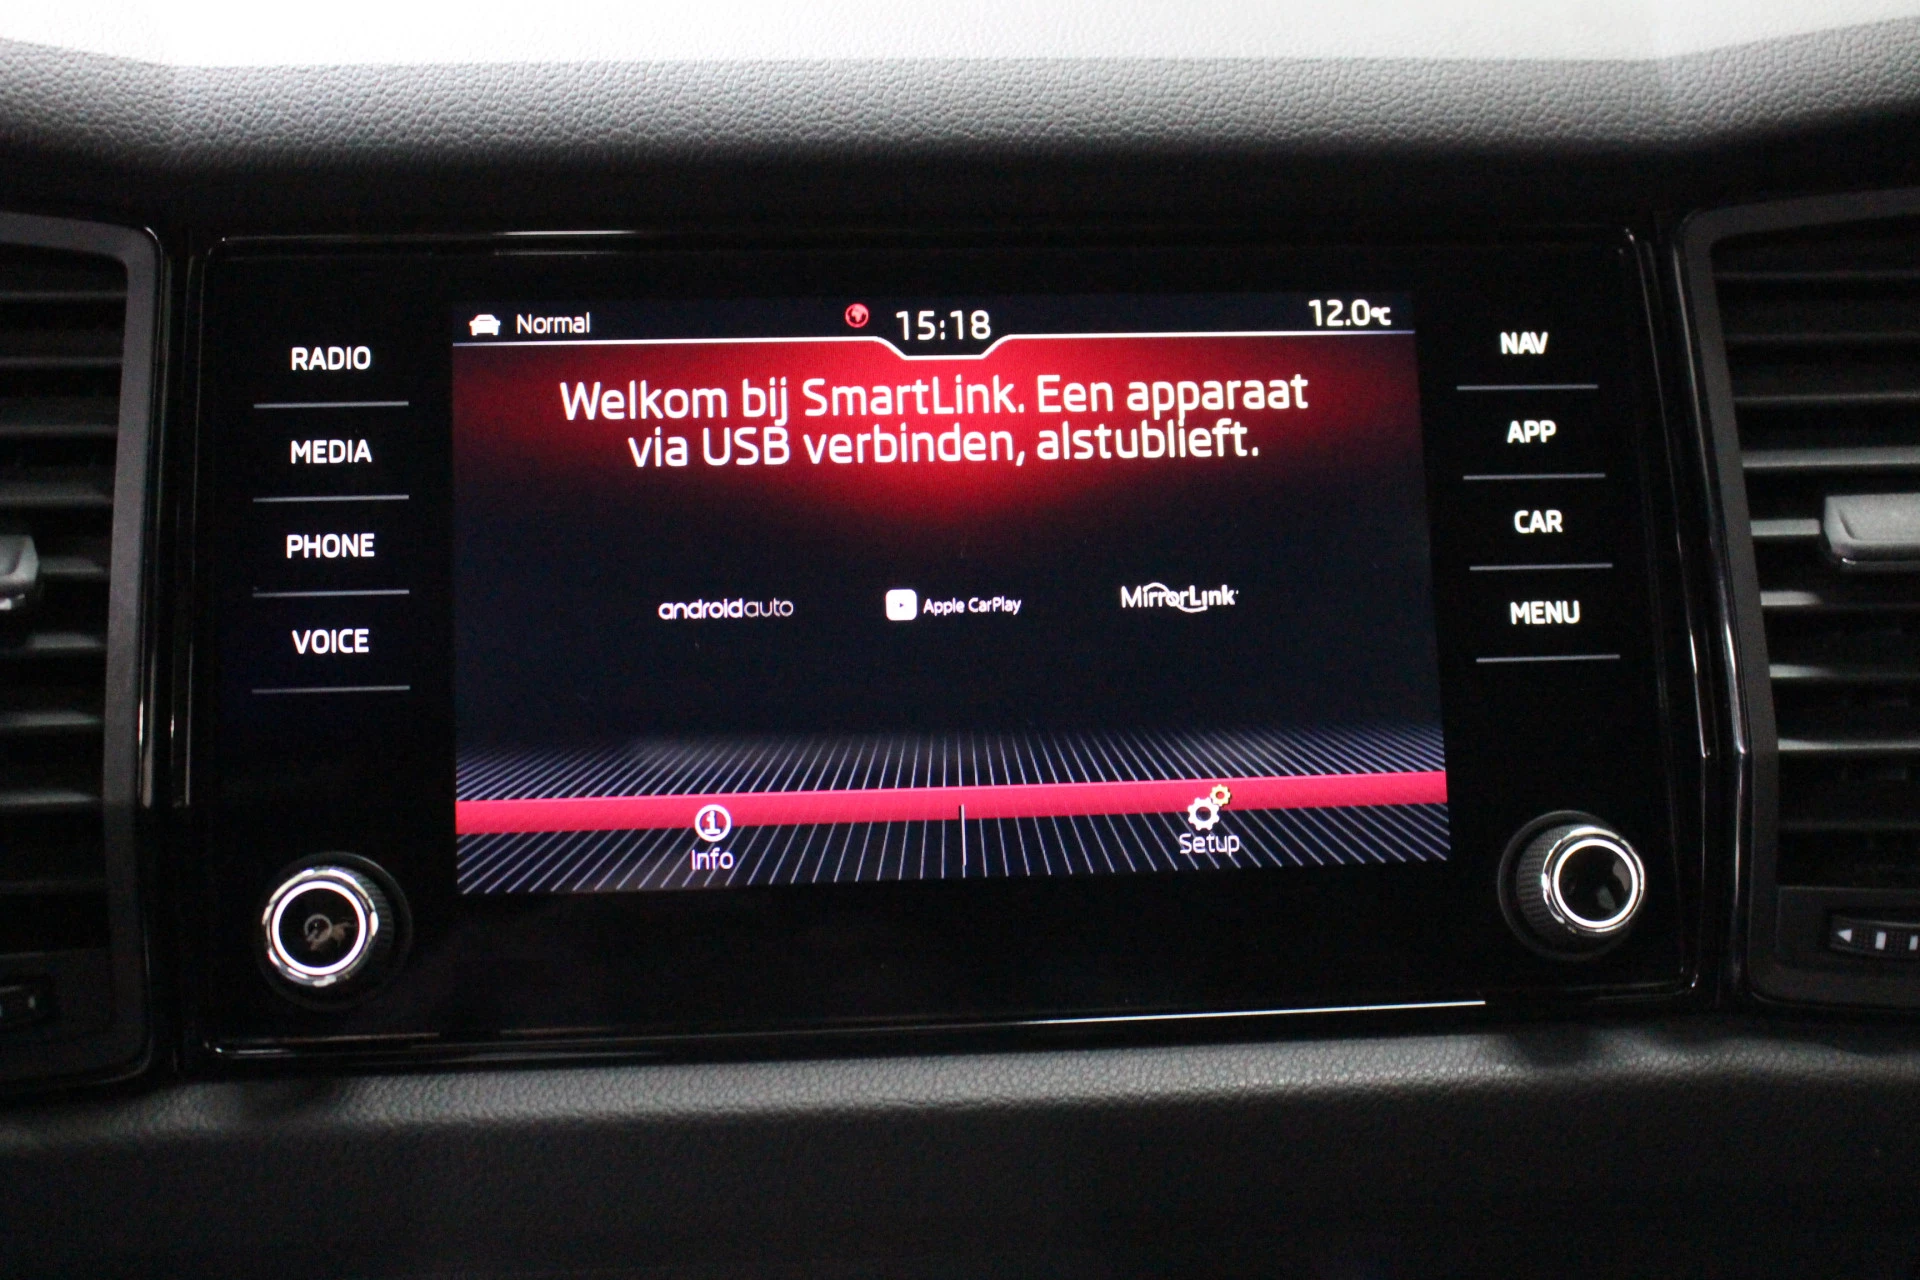 Normal
15:18
12.0°C
RADIO
MEDIA
PHONE
VOICE
Welkom bij SmartLink. Een apparaat
via USB verbinden, alstublieft.
androidauto
Apple CarPlay
MirrorLink
Info
Setup
NAV
APP
CAR
MENU